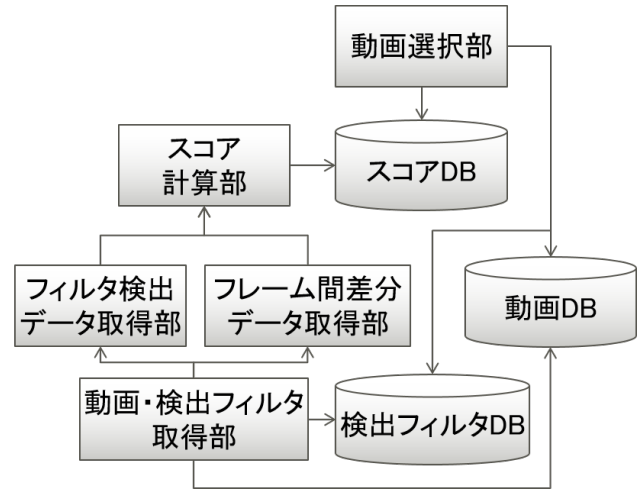 動画選択部
スコア
計算部
スコアDB
フィルタ検出
データ取得部
フレーム間差分
データ取得部
動画DB
動画・検出フィルタ
取得部
検出フィルタDB